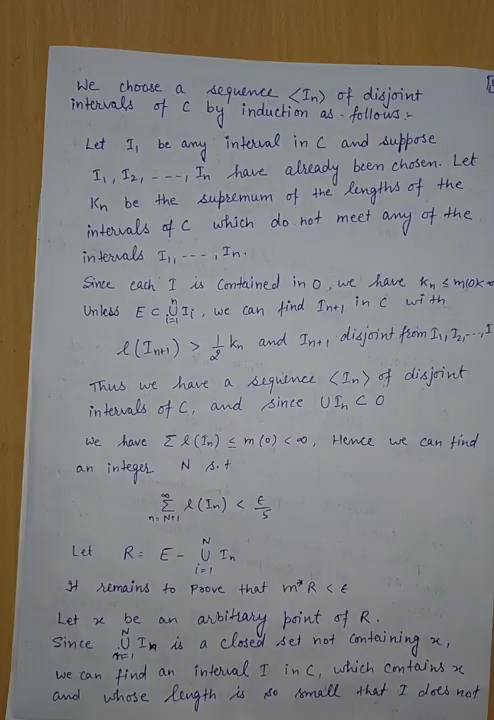 We choose a sequence <In> of disjoint
intervals of C by induction as follows:-
Let I1 be any interval in C and suppose
I1, I2, ---, In have already been chosen. Let
Kn be the supremum of the lengths of the
intervals of C which do not meet any of the
intervals I1, ---, In.
Since each I is contained in O, we have Kn ≤ m(O)<∞
Unless E ⊂ ∪_{i=1}^{n} Ii, we can find In+1 in C with
l(In+1) > 1/2 Kn and In+1 disjoint from I1, I2, --, I
Thus we have a sequence <In> of disjoint
intervals of C, and since ∪In ⊂ O
we have Σ l(In) ≤ m(O) < ∞, Hence we can find
an integer N s.t
Σ_{n=N+1}^{∞} l(In) < ε/5
Let R = E - ∪_{i=1}^{N} In
It remains to Prove that m* R < ε
Let x be an arbitrary point of R.
Since ∪_{n=1}^{N} In is a closed set not containing x,
we can find an interval I in C, which contains x
and whose length is so small that I does not